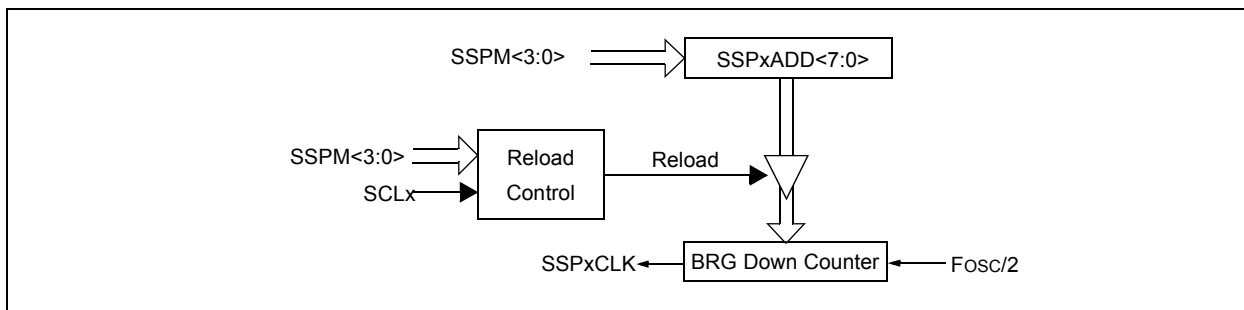 SSPM<3:0>
SSPxADD<7:0>
SSPM<3:0>
SCLx
Reload
Control
Reload
SSPxCLK
BRG Down Counter
FOSC/2